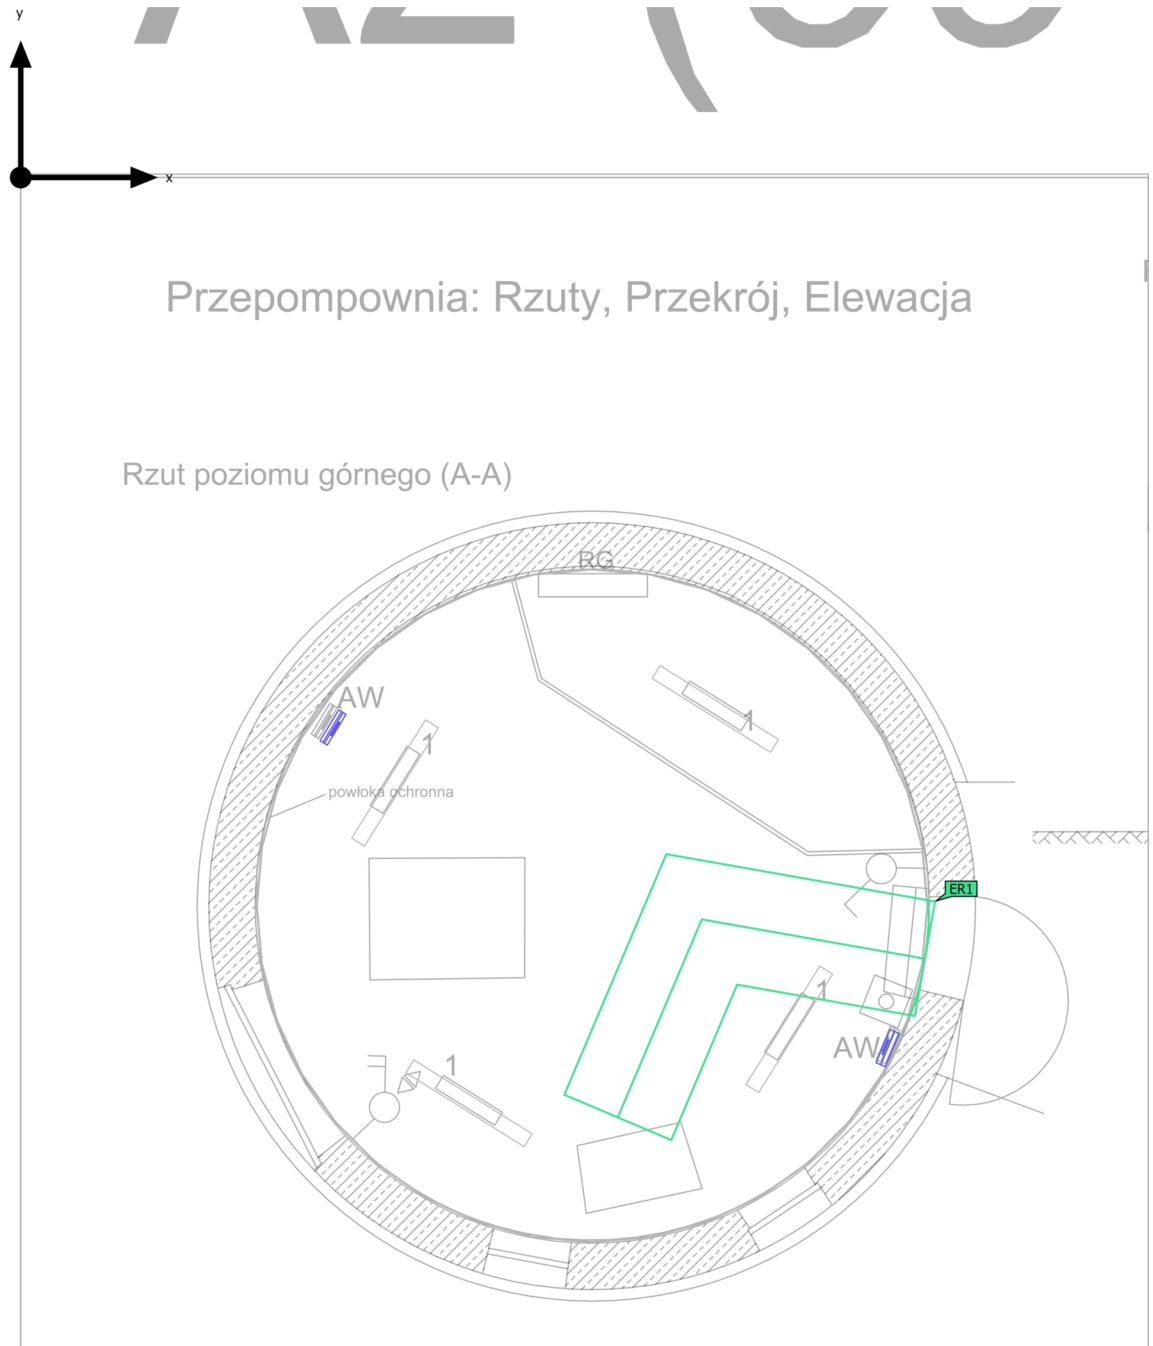 y
x
Przepompownia: Rzuty, Przekrój, Elewacja
Rzut poziomu górnego (A-A)
RG
AW
1
1
powłoka ochronna
ER1
1
AW
1